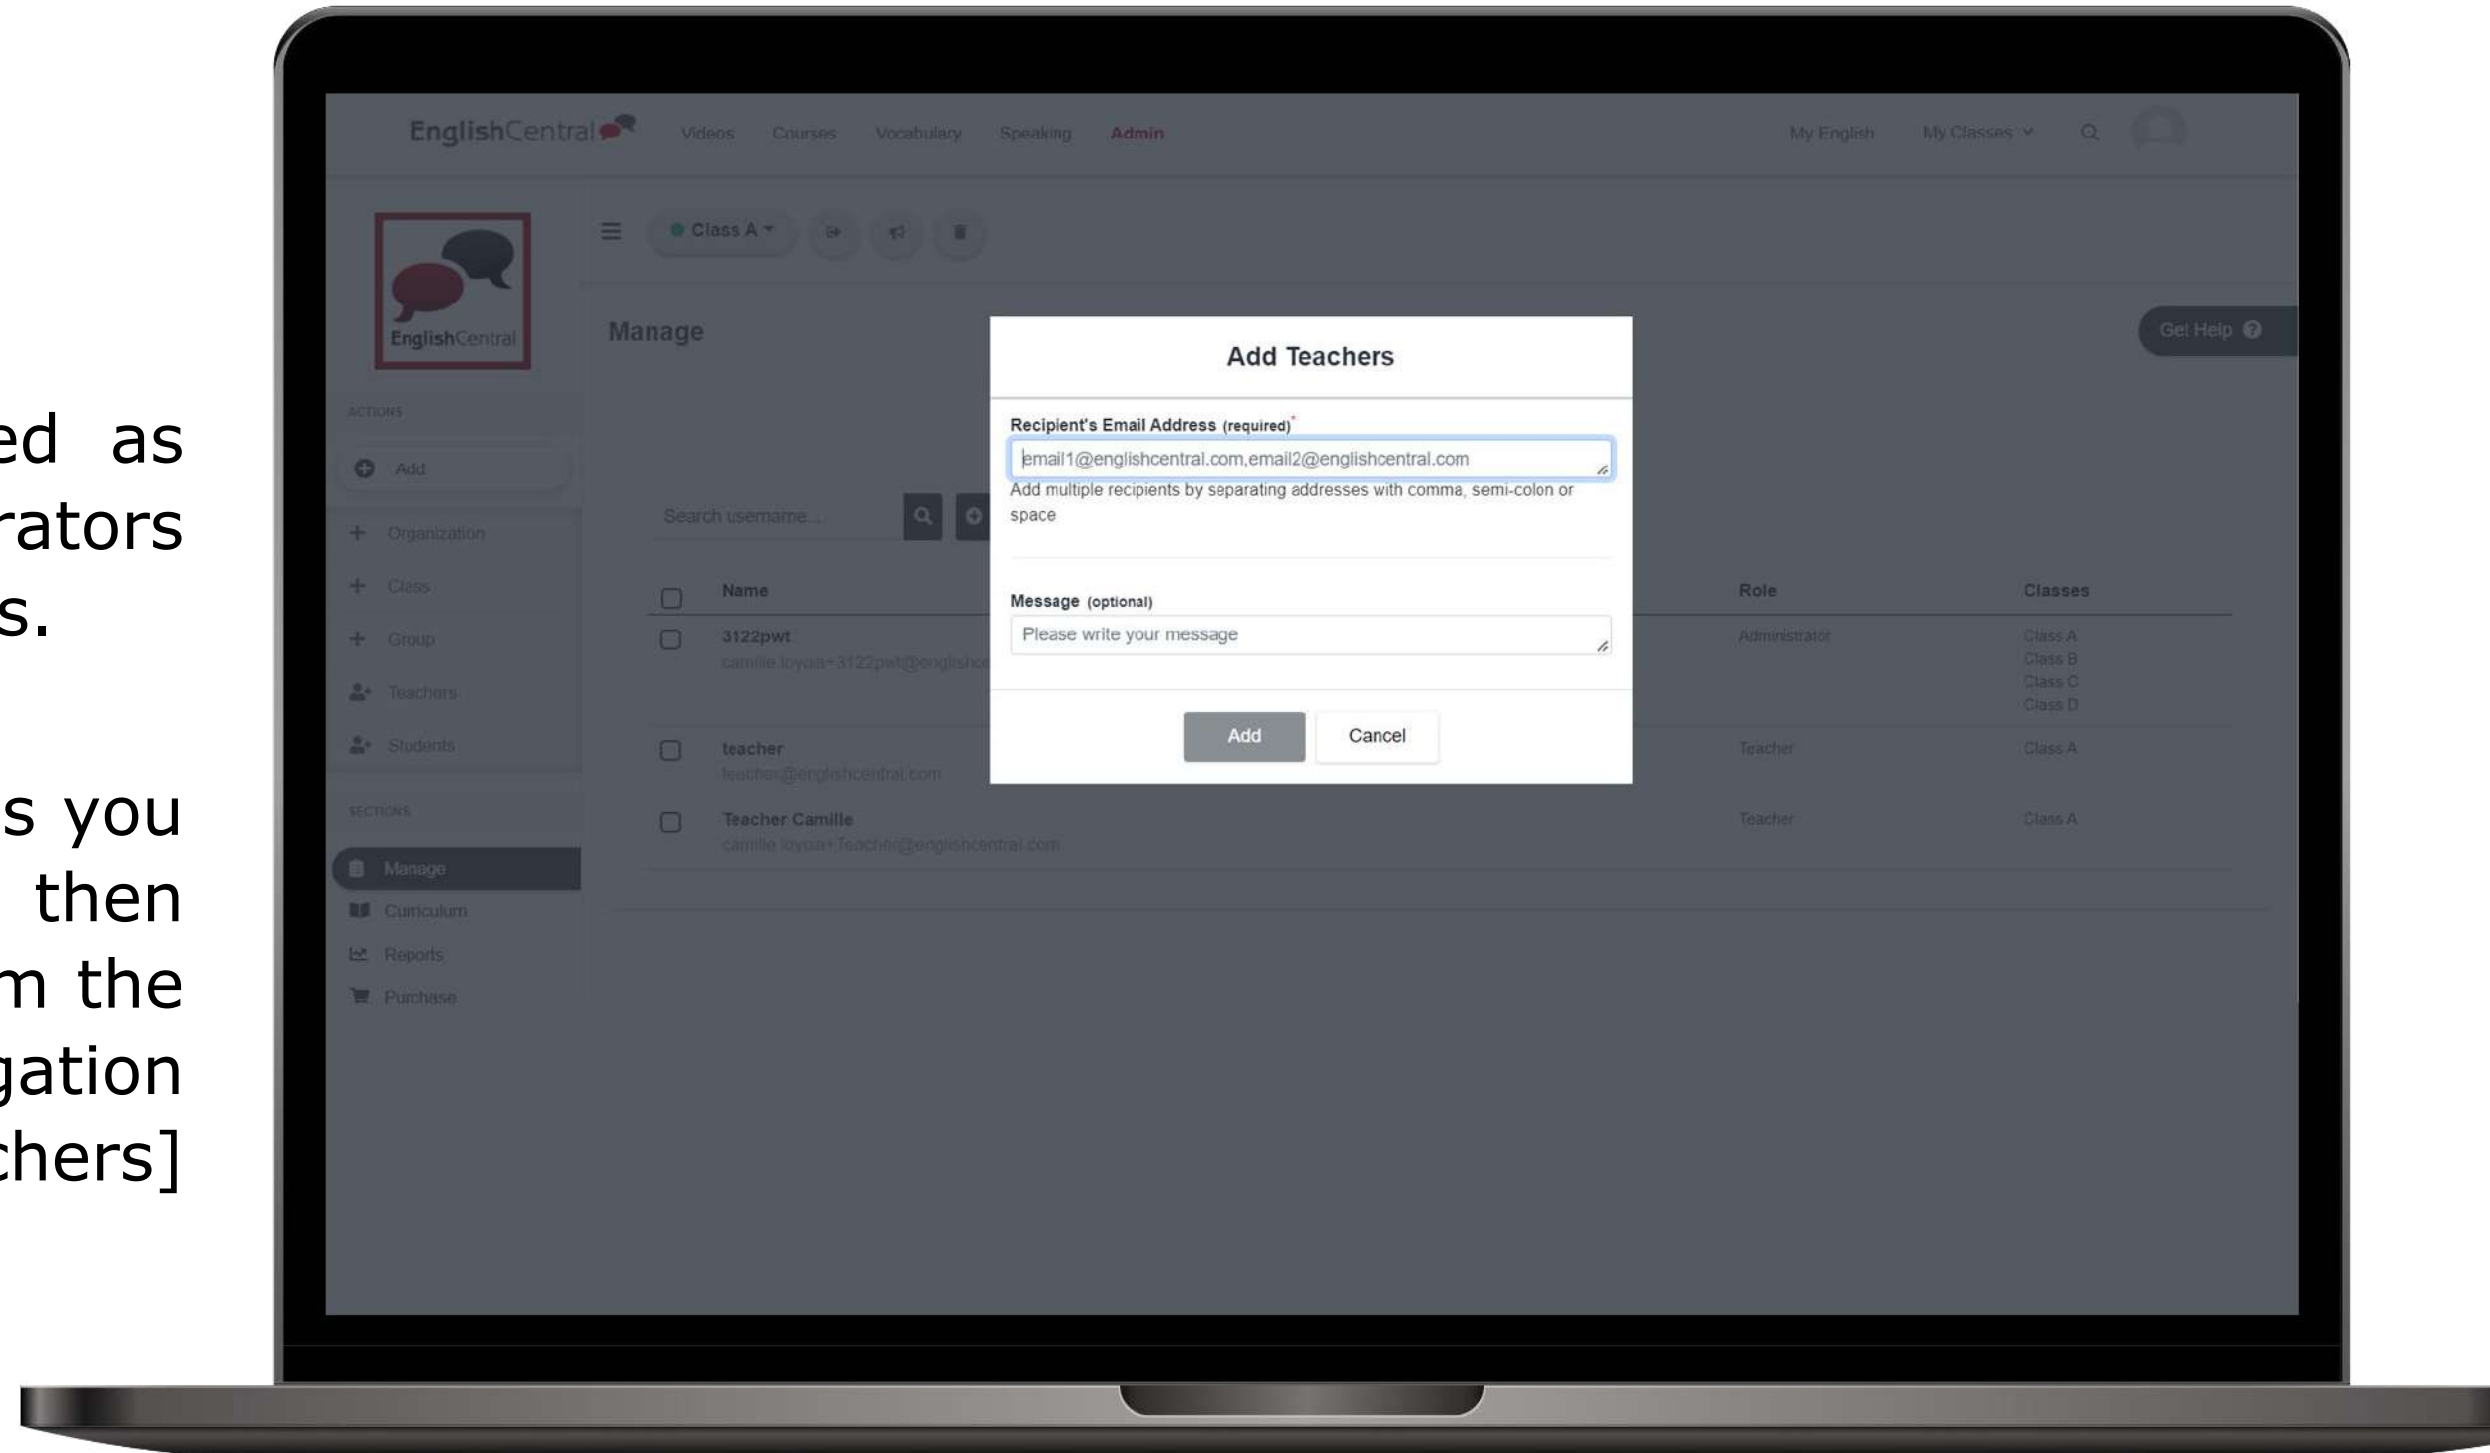 ed as
rators
s.
s you
then
m the
gation
chers]
EnglishCentral Videos Courses Vocabulary Speaking Admin My English My Classes
EnglishCentral
Class A
Manage
Get Help
ACTIONS
Add
Organization
Class
Group
Teachers
Students
SECTIONS
Manage
Curriculum
Reports
Purchase
Search username...
Name Role Classes
3122pwt Administrator Class A
camille.loyola+3122pwt@englishce
Class B
Class C
Class D
teacher Teacher Class A
teacher@englishcentral.com
Teacher Camille Teacher Class A
camille.loyola+Teacher@englishcentral.com
Add Teachers
Recipient's Email Address (required)*
email1@englishcentral.com,email2@englishcentral.com
Add multiple recipients by separating addresses with comma, semi-colon or
space
Message (optional)
Please write your message
Add Cancel